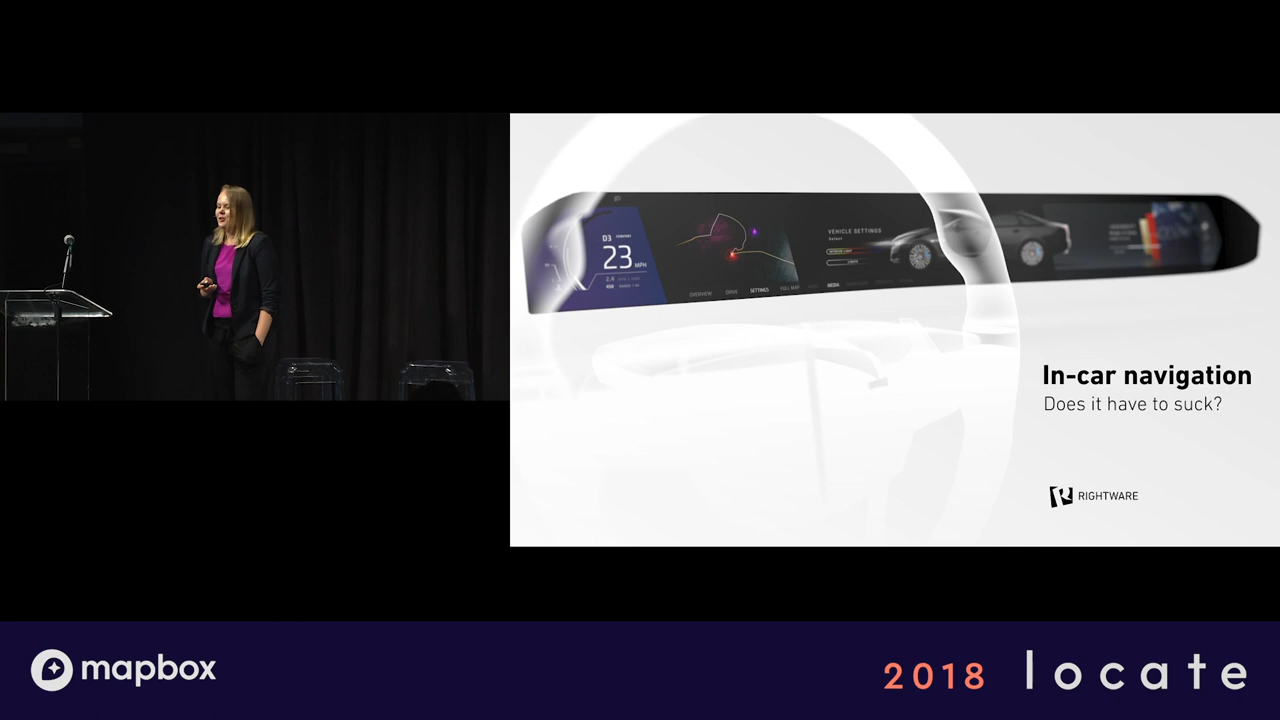 D3
23 MPH
VEHICLE SETTINGS
Select
OVERVIEW DRIVE SETTINGS FULL MAP
MEDIA
In-car navigation
Does it have to suck?
RIGHTWARE
mapbox
2018 locate